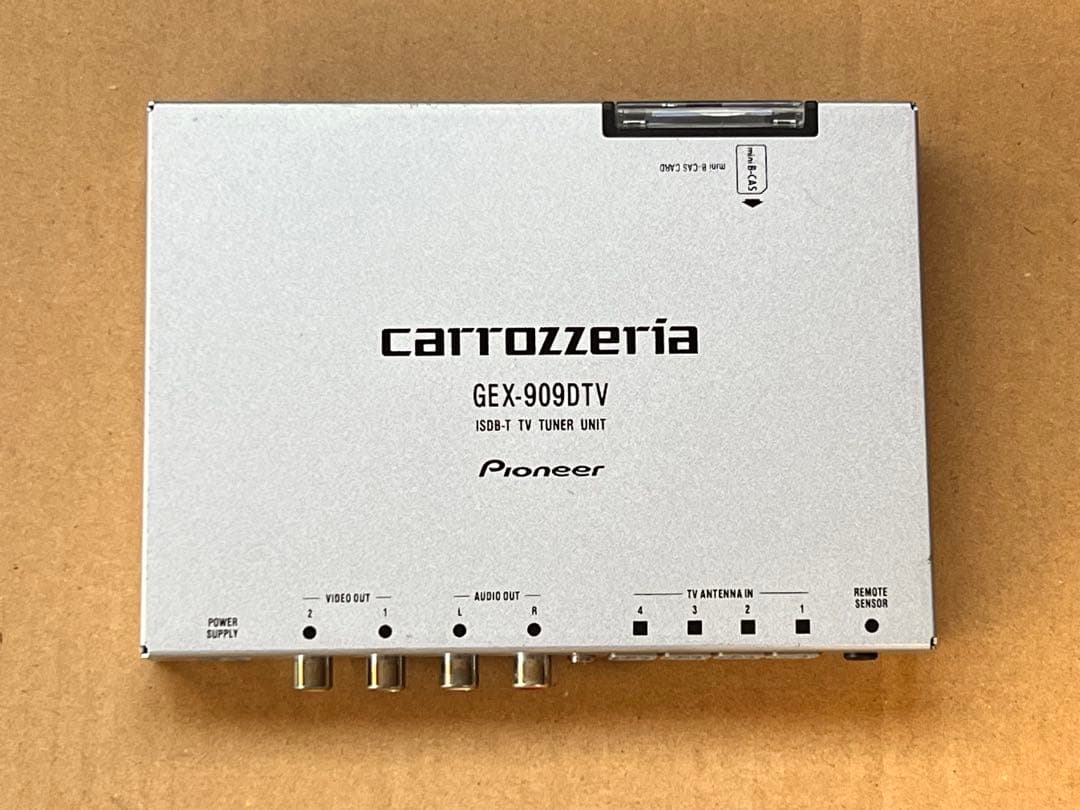 mini B-CAS
mini B-CAS CARD
carrozzeria
GEX-909DTV
ISDB-T TV TUNER UNIT
Pioneer
POWER SUPPLY
VIDEO OUT
2 1
AUDIO OUT
L R
TV ANTENNA IN
4 3 2 1
REMOTE SENSOR